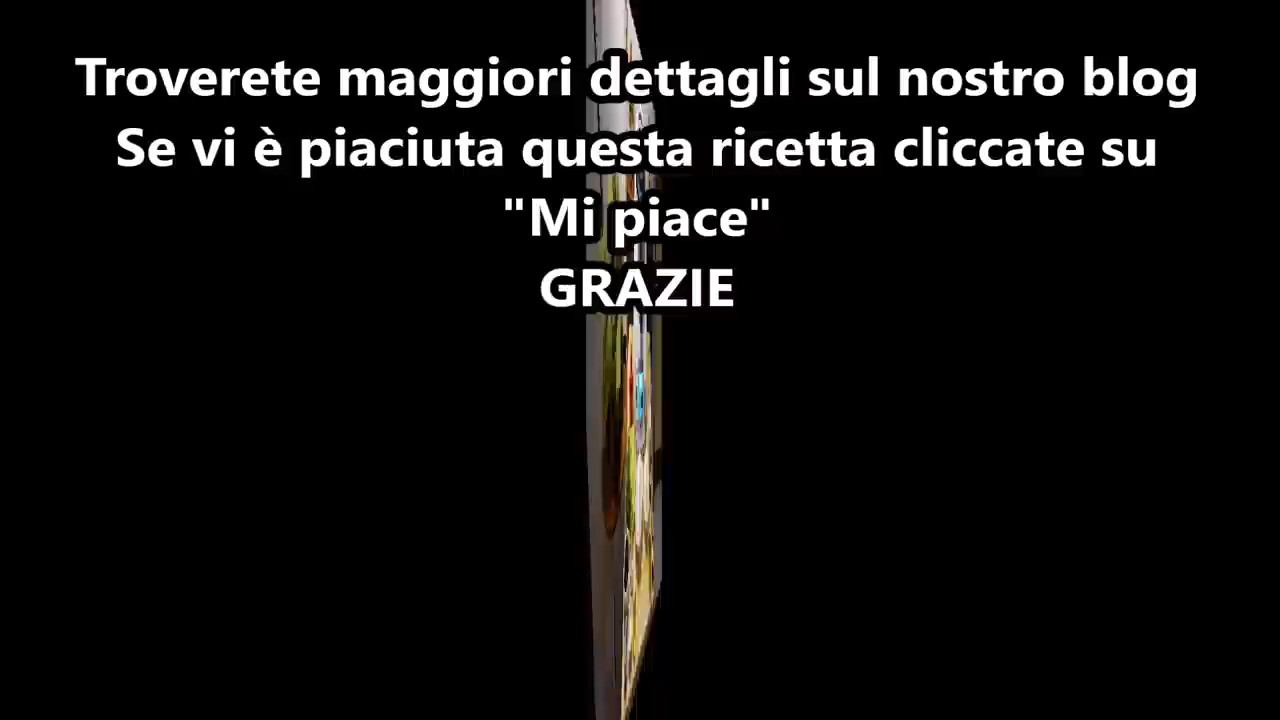 Troverete maggiori dettagli sul nostro blog
Se vi è piaciuta questa ricetta cliccate su
"Mi piace"
GRAZIE